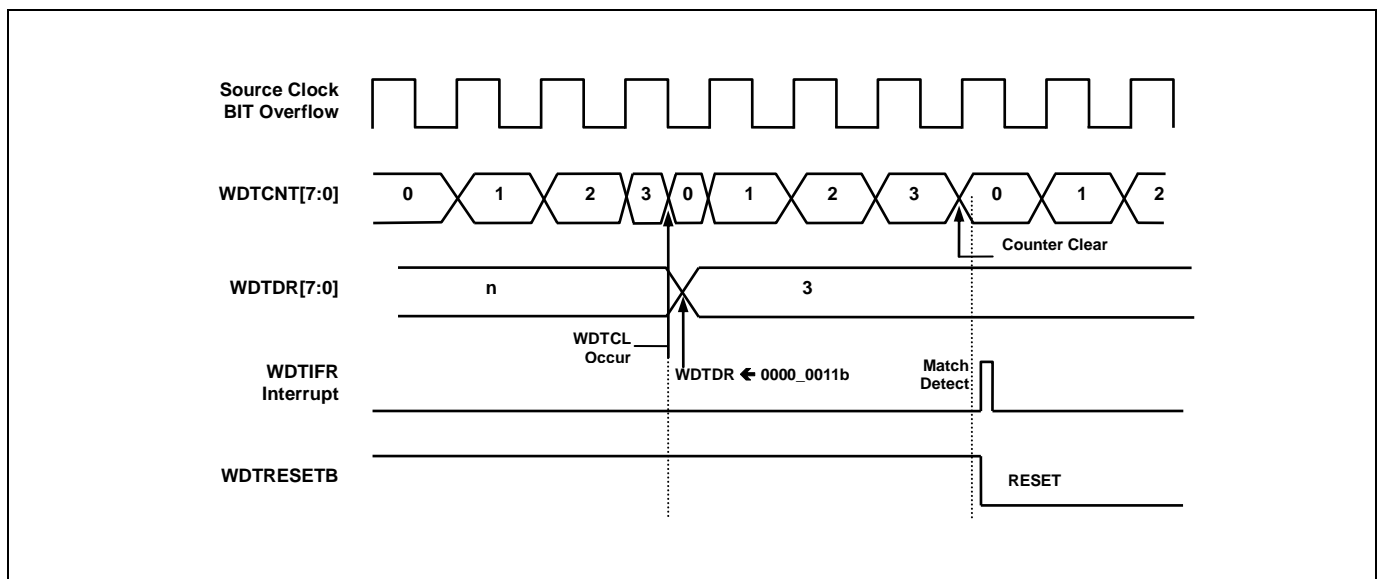 Source Clock
BIT Overflow
WDTCNT[7:0] 0 1 2 3 0 1 2 3 0 1 2
Counter Clear
WDTDR[7:0] n 3
WDTCL
Occur
WDTDR 🡸 0000_0011b
WDTIFR
Interrupt
Match
Detect
WDTRESETB
RESET